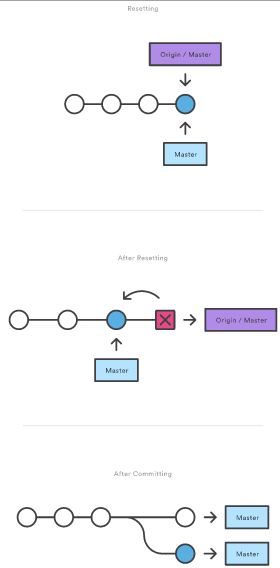 Resetting
Origin / Master
Master
After Resetting
Origin / Master
Master
After Committing
Master
Master